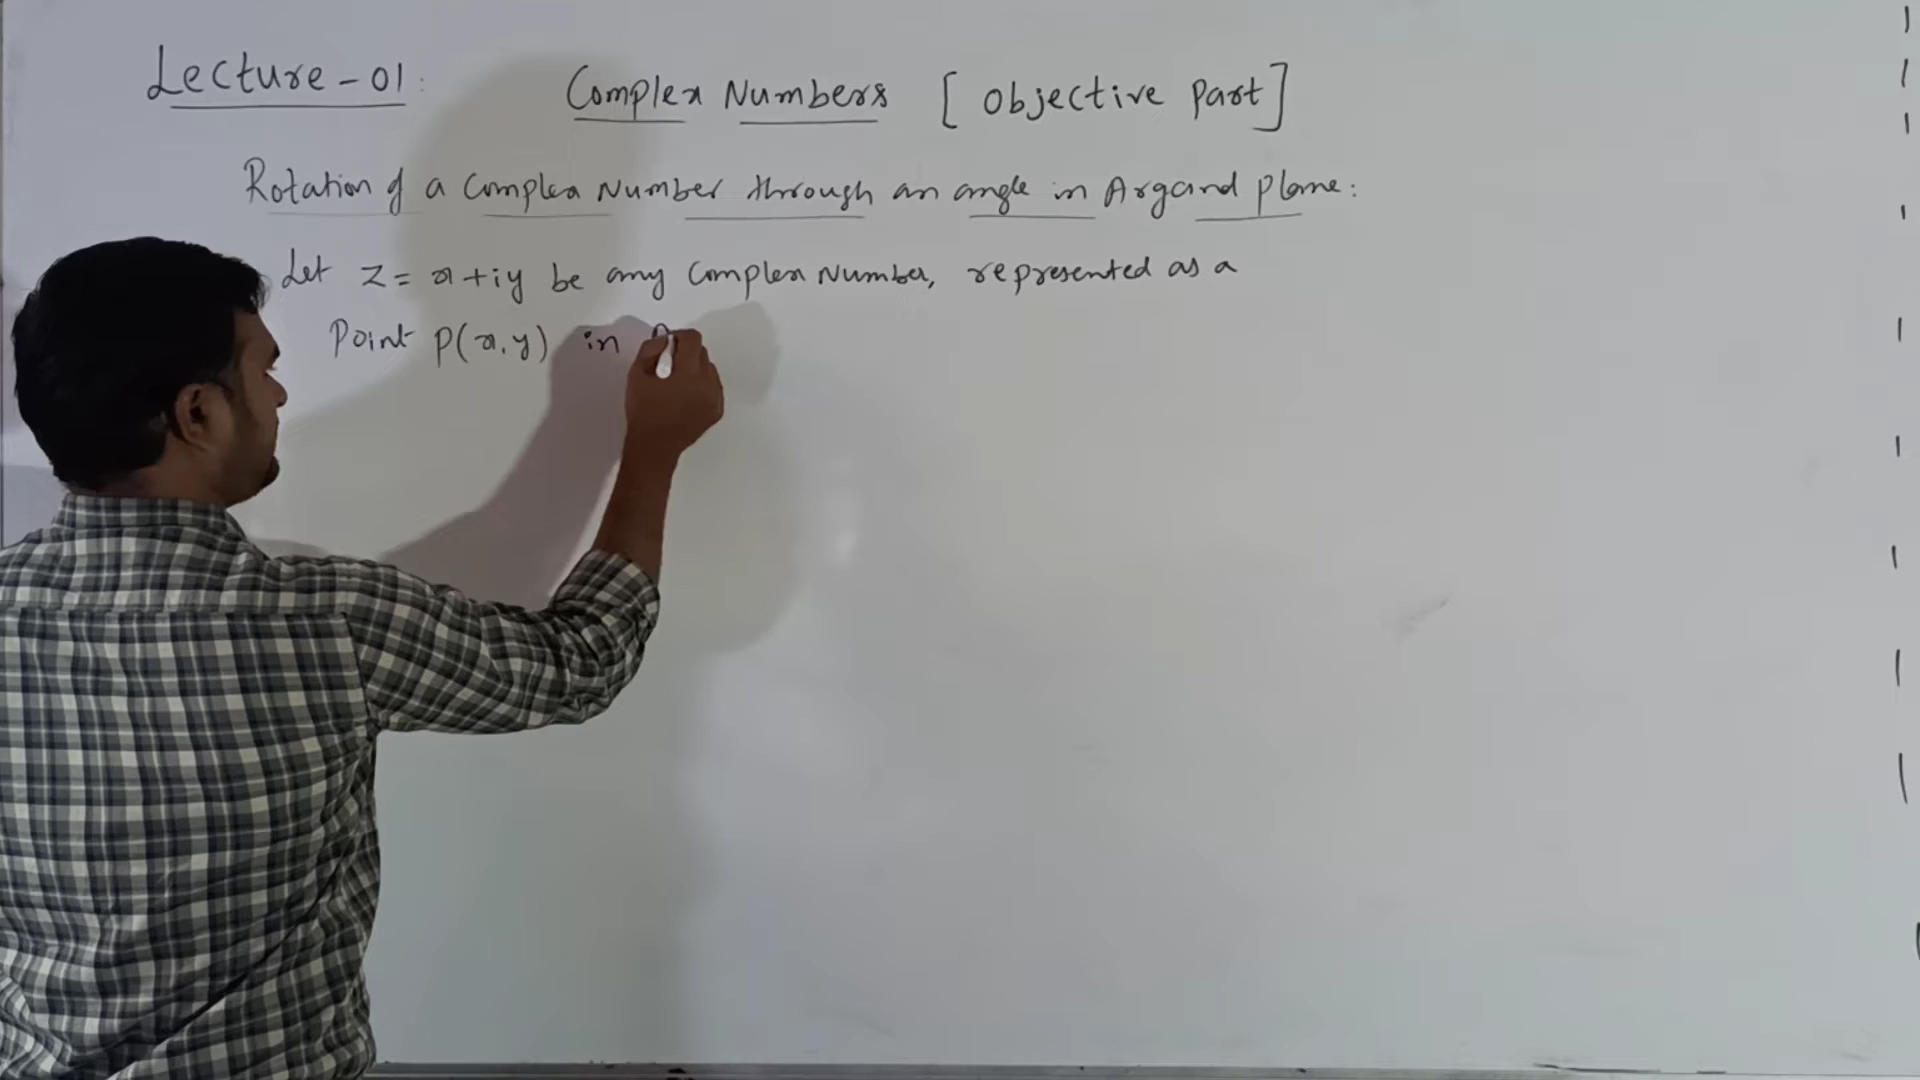 Lecture-01:
Complex Numbers [Objective Part]
Rotation of a Complex Number through an angle in Argand plane:
Let z = x+iy be any Complex Number, represented as a
Point P(x,y) in